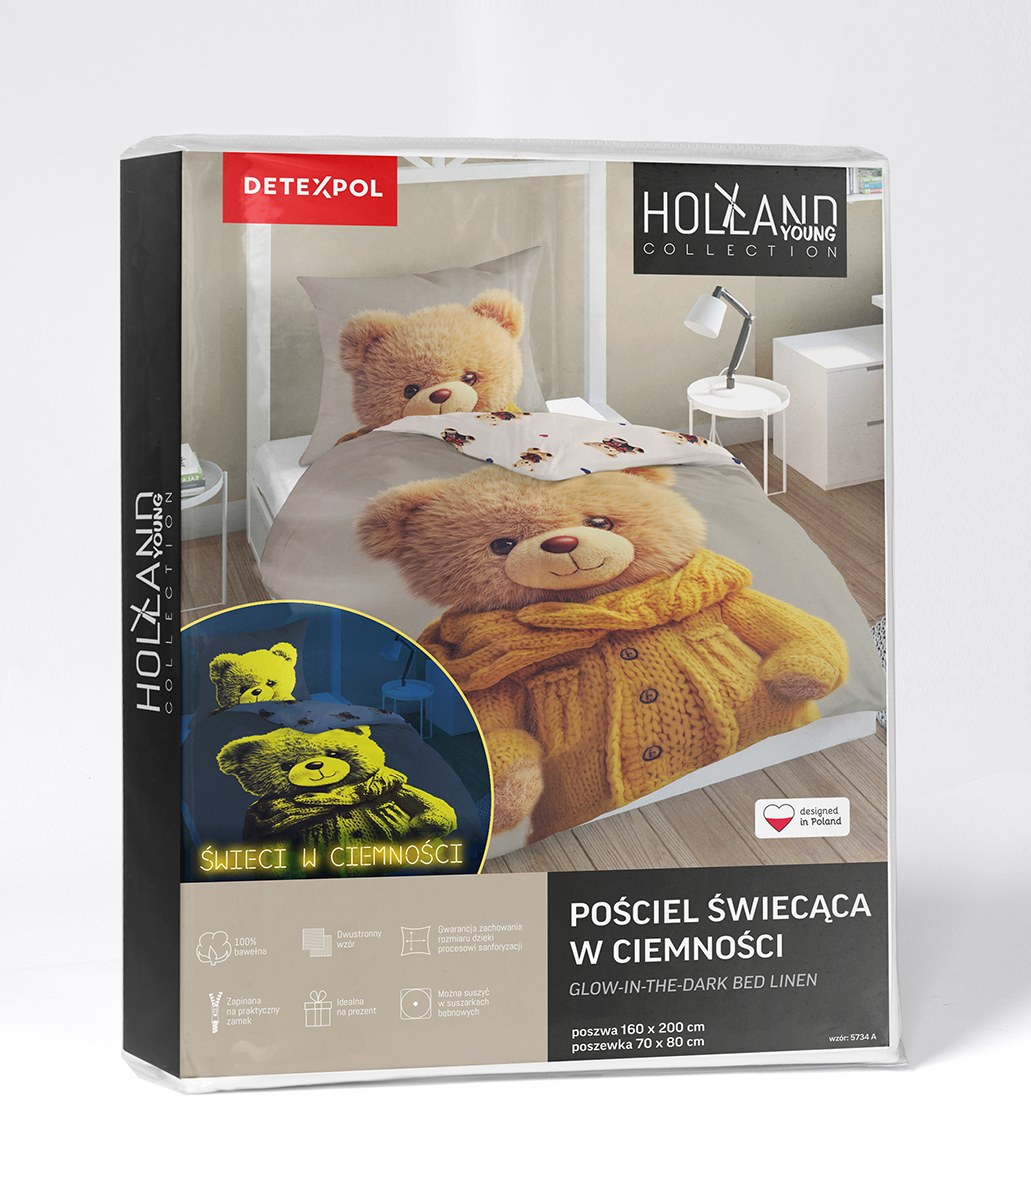 DETEXPOL
HOLLAND
YOUNG
COLLECTION
HOLLAND
YOUNG
COLLECTION
designed
in Poland
ŚWIECI W CIEMNOŚCI
100%
bawełna
Dwustronny
wzór
Gwarancja zachowania
rozmiaru dzięki
procesowi sanforyzacji
Zapinana
na praktyczny
zamek
Idealna
na prezent
Można suszyć
w suszarkach
bębnowych
POŚCIEL ŚWIECĄCA
W CIEMNOŚCI
GLOW-IN-THE-DARK BED LINEN
poszwa 160 x 200 cm
poszewka 70 x 80 cm
wzór: 5734 A